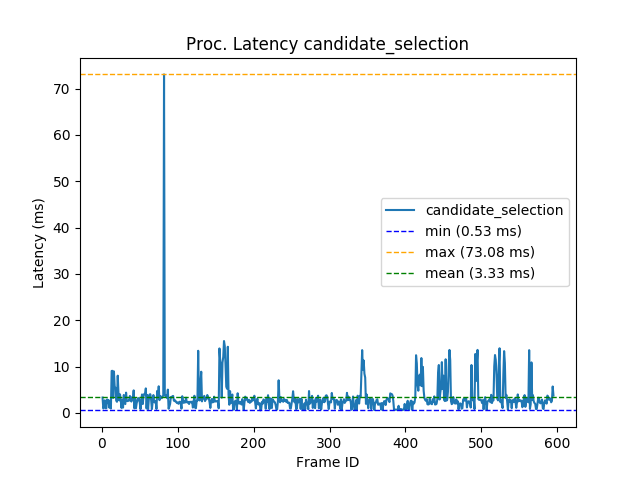 Proc. Latency candidate_selection
Latency (ms)
70
60
50
40
30
20
10
0
candidate_selection
min (0.53 ms)
max (73.08 ms)
mean (3.33 ms)
0 100 200 300 400 500 600
Frame ID